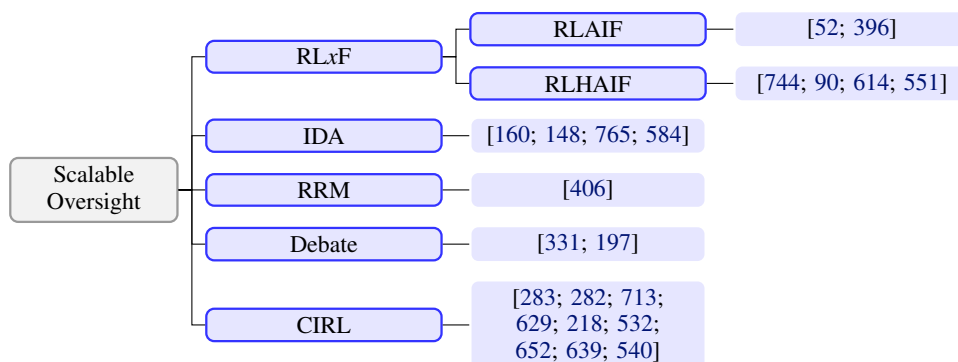 Scalable
Oversight
RLxF
RLAIF
[52; 396]
RLHAIF
[744; 90; 614; 551]
IDA
[160; 148; 765; 584]
RRM
[406]
Debate
[331; 197]
CIRL
[283; 282; 713;
629; 218; 532;
652; 639; 540]